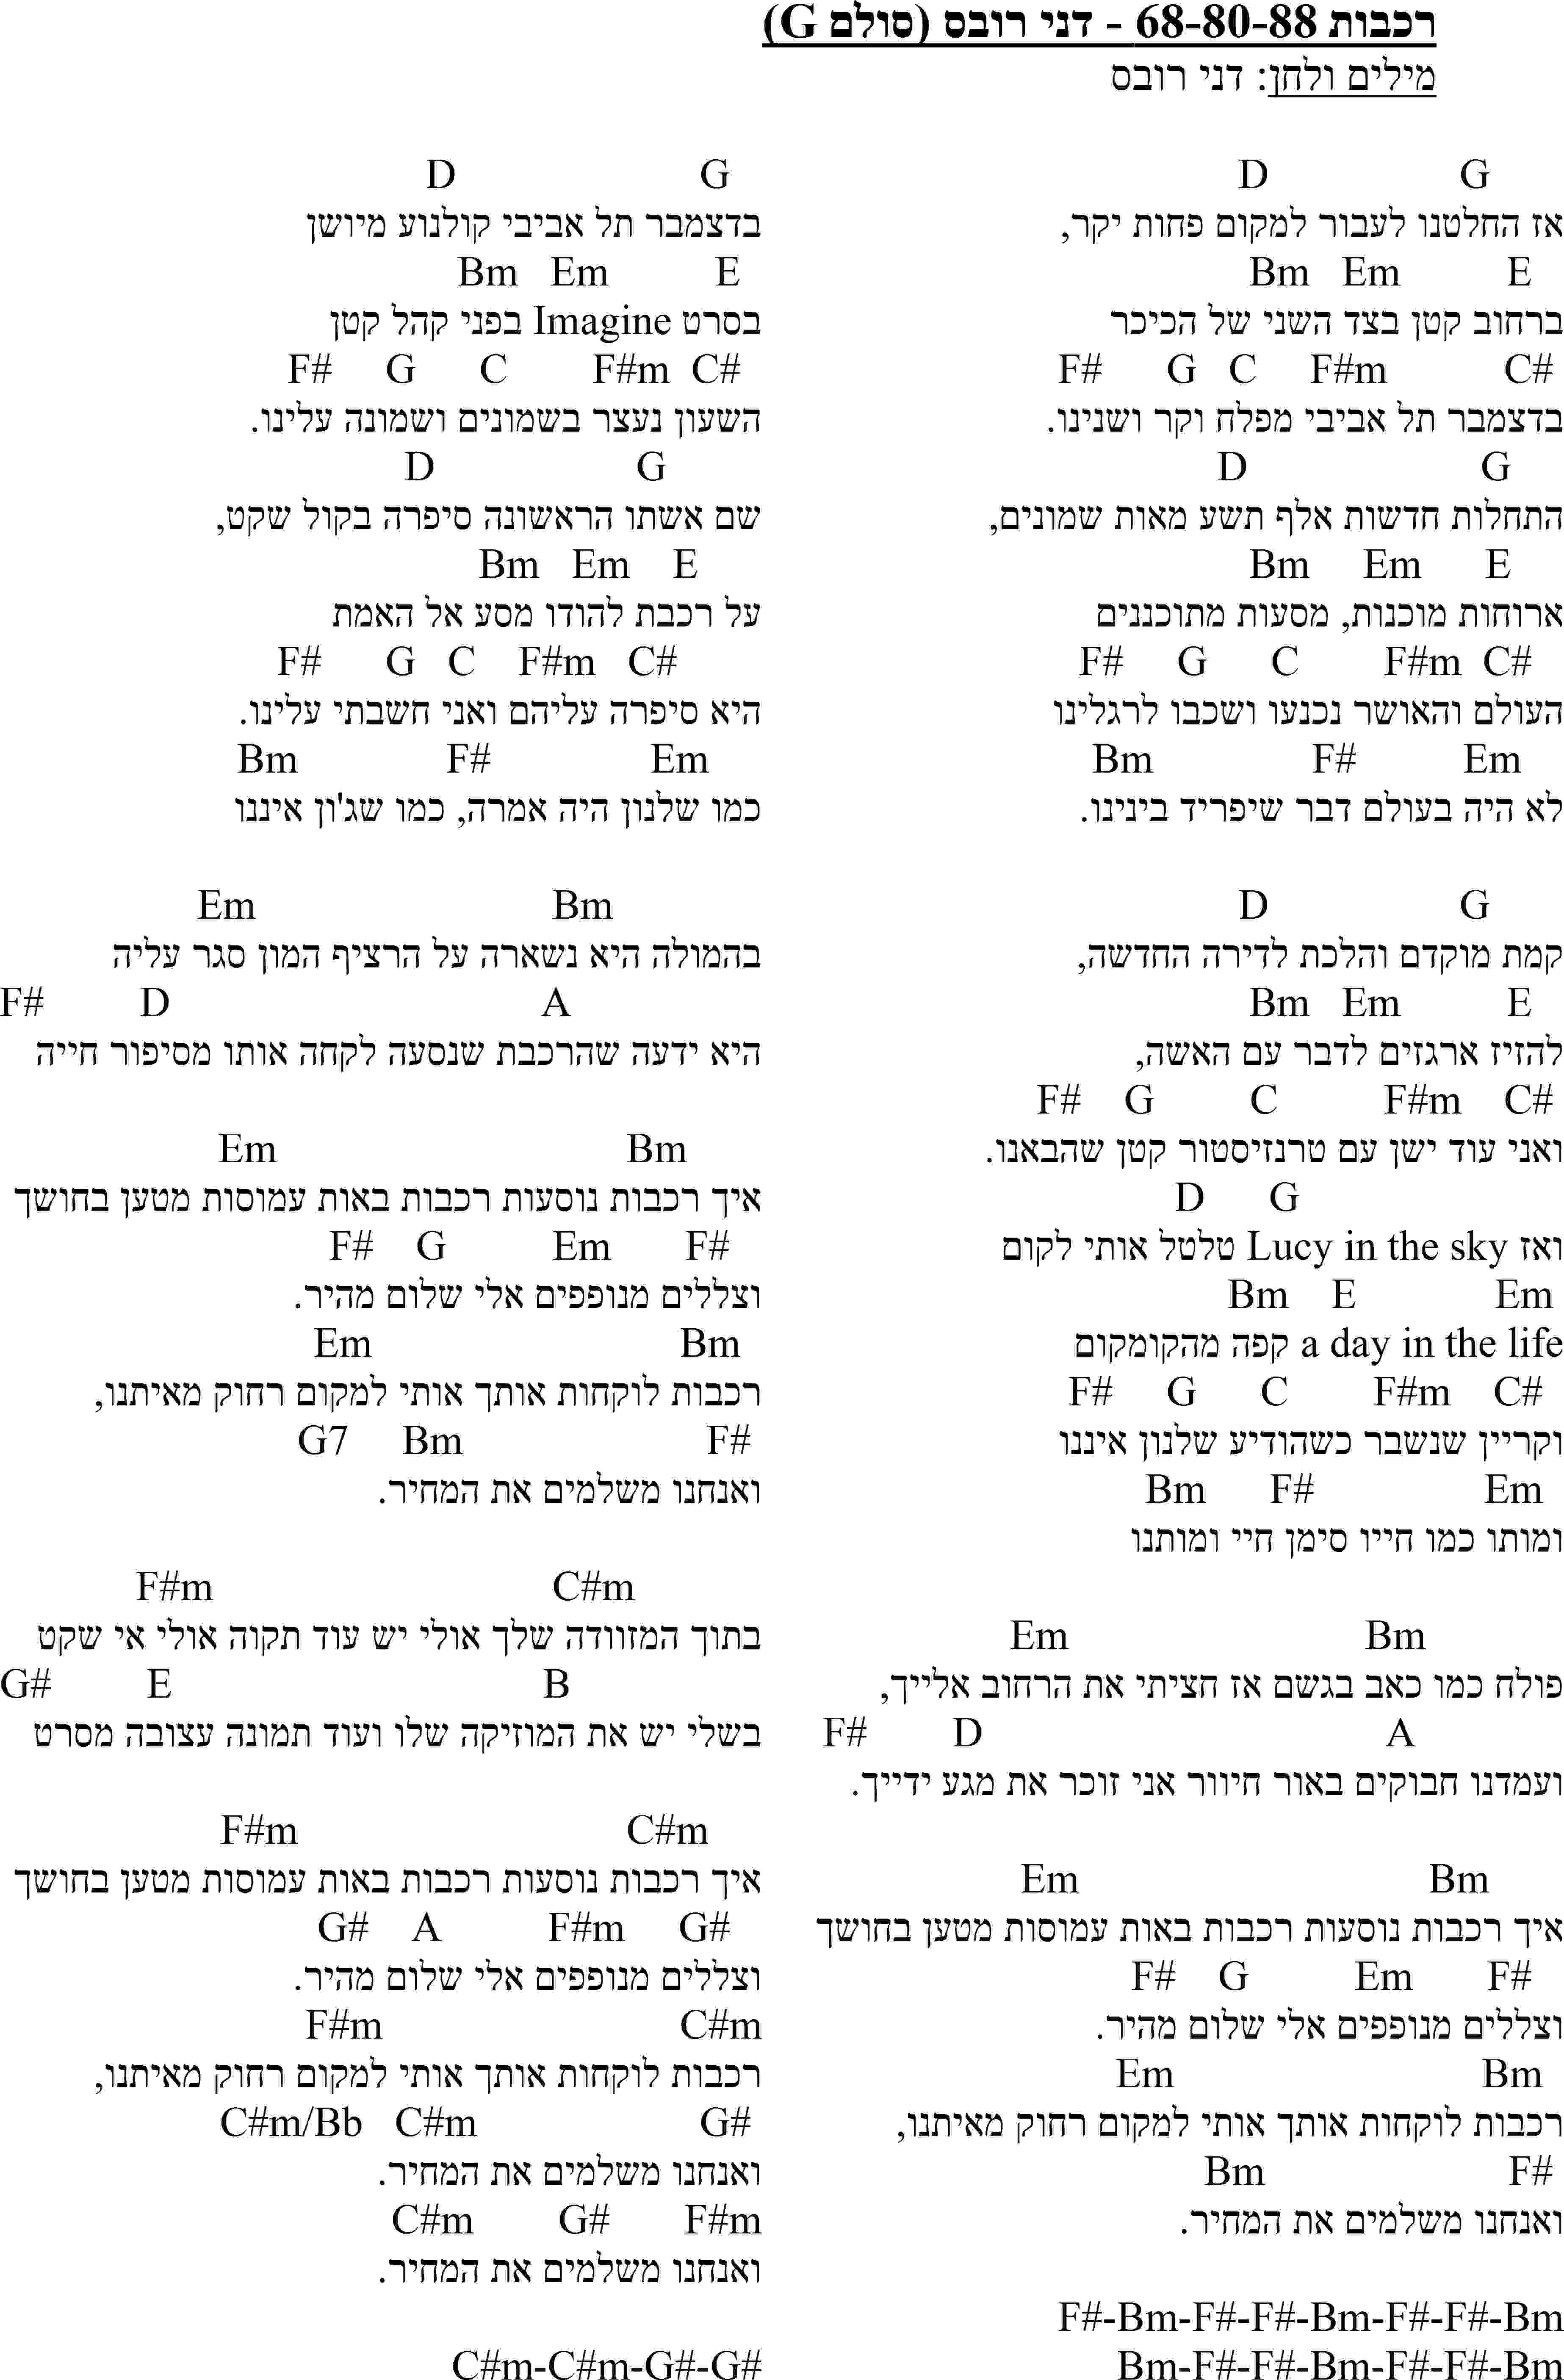 רכבות 68-80-88 - דני רובס (סולם G)
מילים ולחן: דני רובס
G D
אז החלטנו לעבור למקום פחות יקר,
E Em Bm
ברחוב קטן בצד השני של הכיכר
C# F#m C G F#
בדצמבר תל אביבי מפלח וקר ושנינו.
G D
התחלות חדשות אלף תשע מאות שמונים,
E Em Bm
ארוחות מוכנות, מסעות מתוכננים
C# F#m C G F#
העולם והאושר נכנעו ושכבו לרגלינו
Em F# Bm
לא היה בעולם דבר שיפריד בינינו.
G D
קמת מוקדם והלכת לדירה החדשה,
E Em Bm
להזיז ארגזים לדבר עם האשה,
C# F#m C G F#
ואני עוד ישן עם טרנזיסטור קטן שהבאנו.
G D
ואז Lucy in the sky טלטל אותי לקום
Em E Bm
a day in the life קפה מהקומקום
C# F#m C G F#
וקריין שנשבר כשהודיע שלנון איננו
Em F# Bm
ומותו כמו חייו סימן חיי ומותנו
Bm Em
פולח כמו כאב בגשם אז חציתי את הרחוב אלייך,
A D F#
ועמדנו חבוקים באור חיוור אני זוכר את מגע ידייך.
Bm Em
איך רכבות נוסעות רכבות באות עמוסות מטען בחושך
F# Em G F#
וצללים מנופפים אלי שלום מהיר.
Bm Em
רכבות לוקחות אותך אותי למקום רחוק מאיתנו,
F# Bm
ואנחנו משלמים את המחיר.
F#-Bm-F#-F#-Bm-F#-F#-Bm
Bm-F#-F#-Bm-F#-F#-Bm
G D
בדצמבר תל אביבי קולנוע מיושן
E Em Bm
בסרט Imagine בפני קהל קטן
C# F#m C G F#
השעון נעצר בשמונים ושמונה עלינו.
G D
שם אשתו הראשונה סיפרה בקול שקט,
E Em Bm
על רכבת להודו מסע אל האמת
C# F#m C G F#
היא סיפרה עליהם ואני חשבתי עלינו.
Em F# Bm
כמו שלנון היה אמרה, כמו שג'ון איננו
Bm Em
בהמולה היא נשארה על הרציף המון סגר עליה
A D F#
היא ידעה שהרכבת שנסעה לקחה אותו מסיפור חייה
Bm Em
איך רכבות נוסעות רכבות באות עמוסות מטען בחושך
F# Em G F#
וצללים מנופפים אלי שלום מהיר.
Bm Em
רכבות לוקחות אותך אותי למקום רחוק מאיתנו,
F# Bm G7
ואנחנו משלמים את המחיר.
C#m F#m
בתוך המזוודה שלך אולי יש עוד תקוה אולי אי שקט
B E G#
בשלי יש את המוזיקה שלו ועוד תמונה עצובה מסרט
C#m F#m
איך רכבות נוסעות רכבות באות עמוסות מטען בחושך
G# F#m A G#
וצללים מנופפים אלי שלום מהיר.
C#m F#m
רכבות לוקחות אותך אותי למקום רחוק מאיתנו,
G# C#m C#m/Bb
ואנחנו משלמים את המחיר.
F#m G# C#m
ואנחנו משלמים את המחיר.
C#m-C#m-G#-G#